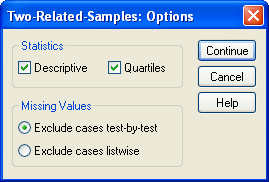 Two-Related-Samples: Options
Statistics
Descriptive Quartiles
Missing Values
Exclude cases test-by-test
Exclude cases listwise
Continue
Cancel
Help